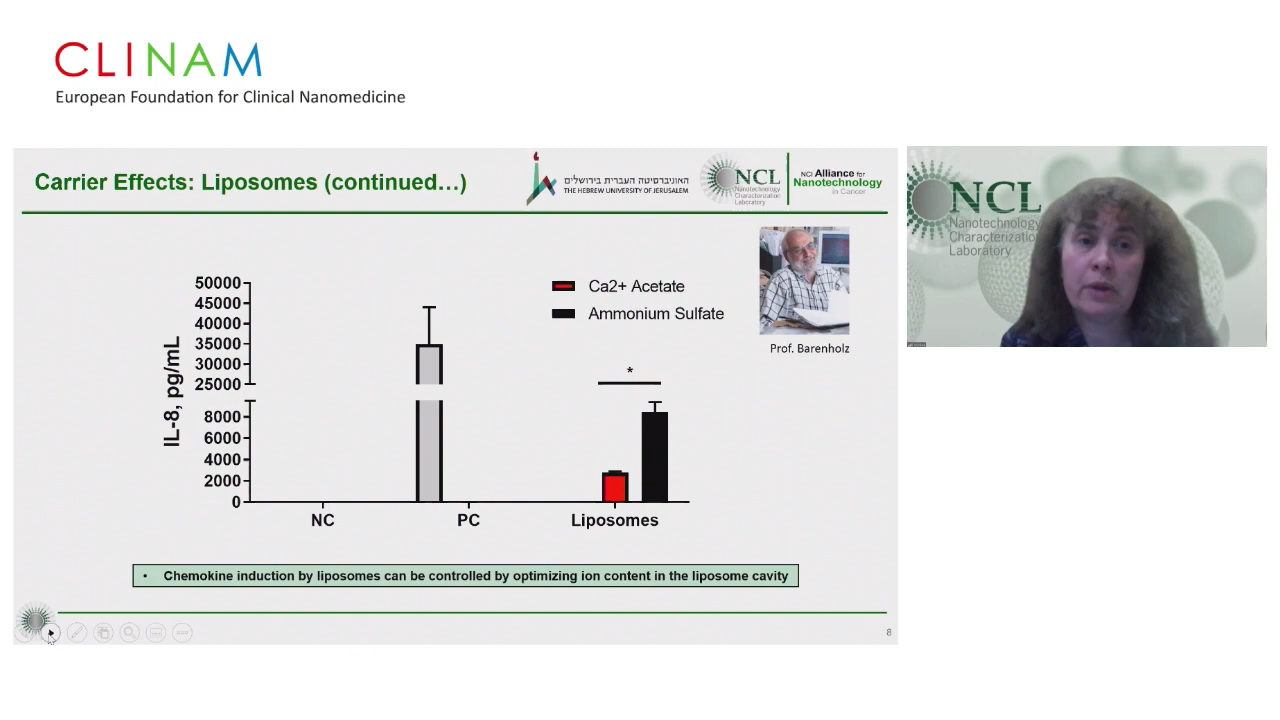 CLINAM
European Foundation for Clinical Nanomedicine
Carrier Effects: Liposomes (continued…)
האוניברסיטה העברית בירושלים
THE HEBREW UNIVERSITY OF JERUSALEM
NCL
Nanotechnology
Characterization
Laboratory
NCI Alliance for
Nanotechnology
in Cancer
NCL
Nanotechnology
Characterizatio
Laboratory
Ca2+ Acetate
Ammonium Sulfate
Prof. Barenholz
IL-8, pg/mL
50000
45000
40000
35000
30000
25000
8000
6000
4000
2000
0
*
NC
PC
Liposomes
• Chemokine induction by liposomes can be controlled by optimizing ion content in the liposome cavity
8